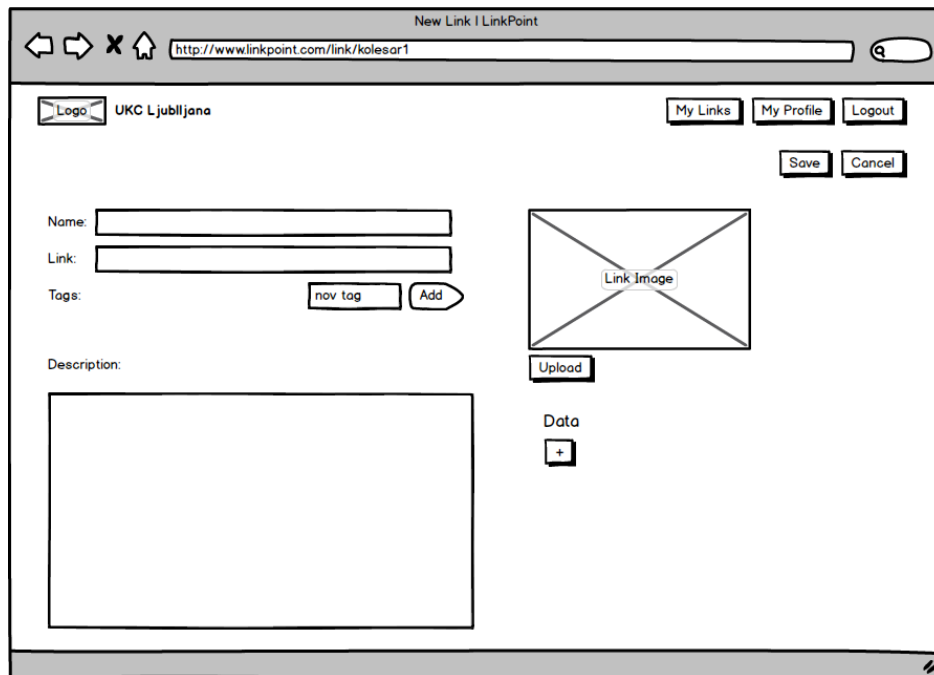 New Link | LinkPoint
http://www.linkpoint.com/link/kolesar1
Logo UKC Ljublljana My Links My Profile Logout
Save Cancel
Name:
Link:
Link Image
Tags: nov tag Add
Description:
Upload
Data
+